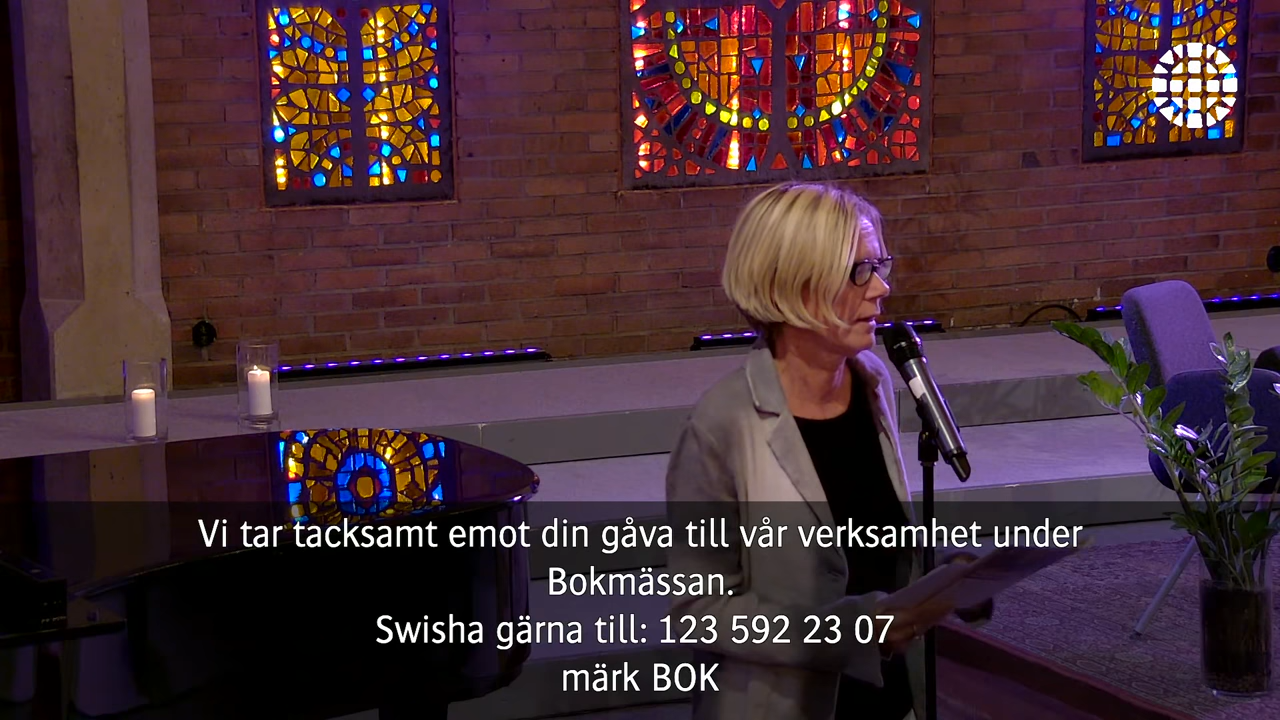 Vi tar tacksamt emot din gåva till vår verksamhet under
Bokmässan.
Swisha gärna till: 123 592 23 07
märk BOK